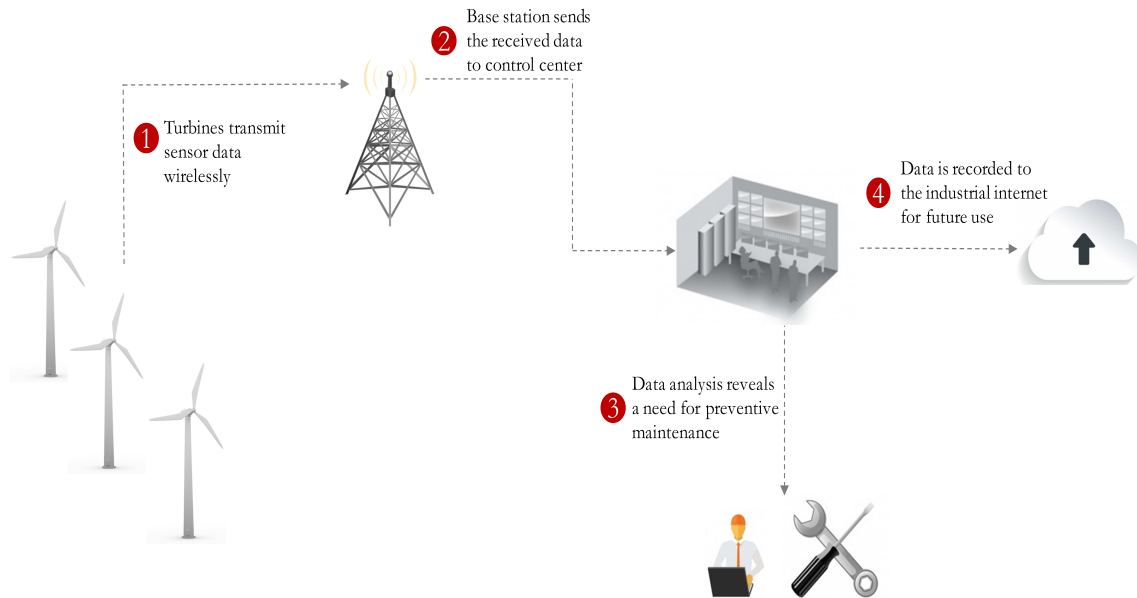 1
Turbines transmit
sensor data
wirelessly
2
Base station sends
the received data
to control center
3
Data analysis reveals
a need for preventive
maintenance
4
Data is recorded to
the industrial internet
for future use